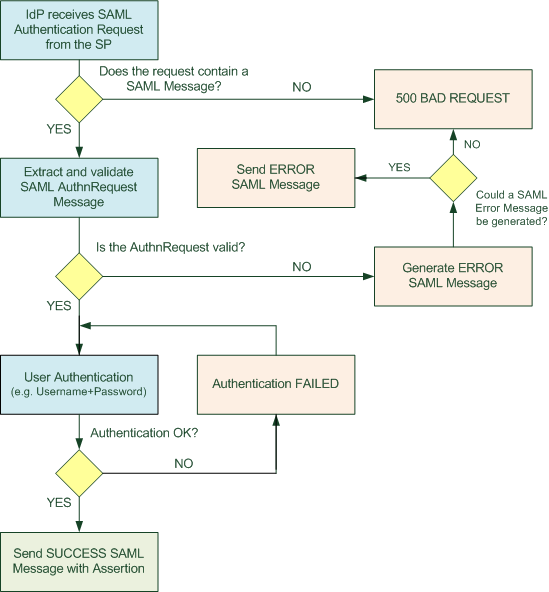 IdP receives SAML
Authentication Request
from the SP
Does the request contain a
SAML Message?
NO
500 BAD REQUEST
YES
NO
Extract and validate
SAML AuthnRequest
Message
Send ERROR
SAML Message
YES
Could a SAML
Error Message
be generated?
Is the AuthnRequest valid?
NO
Generate ERROR
SAML Message
YES
User Authentication
(e.g. Username+Password)
Authentication FAILED
Authentication OK?
NO
YES
Send SUCCESS SAML
Message with Assertion